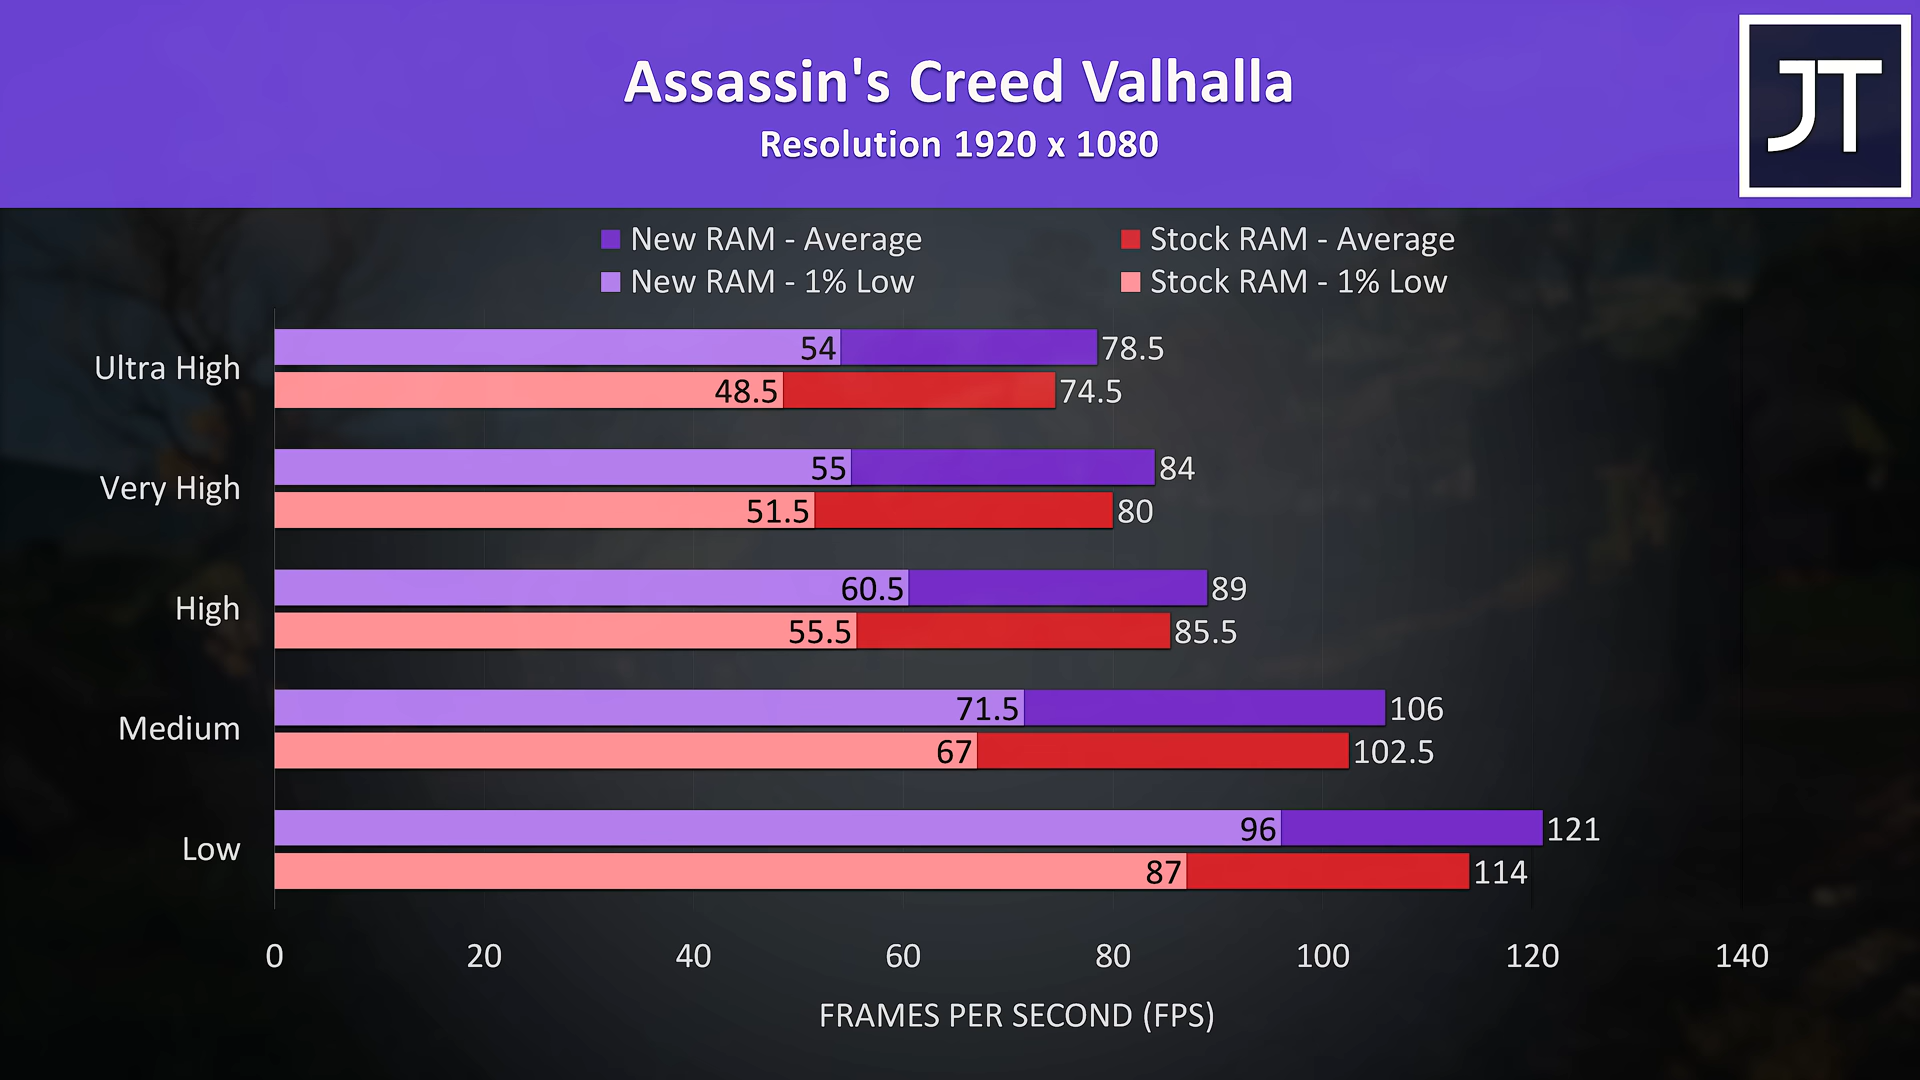 Assassin's Creed Valhalla
Resolution 1920 x 1080
JT
New RAM - Average
Stock RAM - Average
New RAM - 1% Low
Stock RAM - 1% Low
Ultra High
54
78.5
48.5
74.5
Very High
55
84
51.5
80
High
60.5
89
55.5
85.5
Medium
71.5
106
67
102.5
Low
96
121
87
114
0 20 40 60 80 100 120 140
FRAMES PER SECOND (FPS)